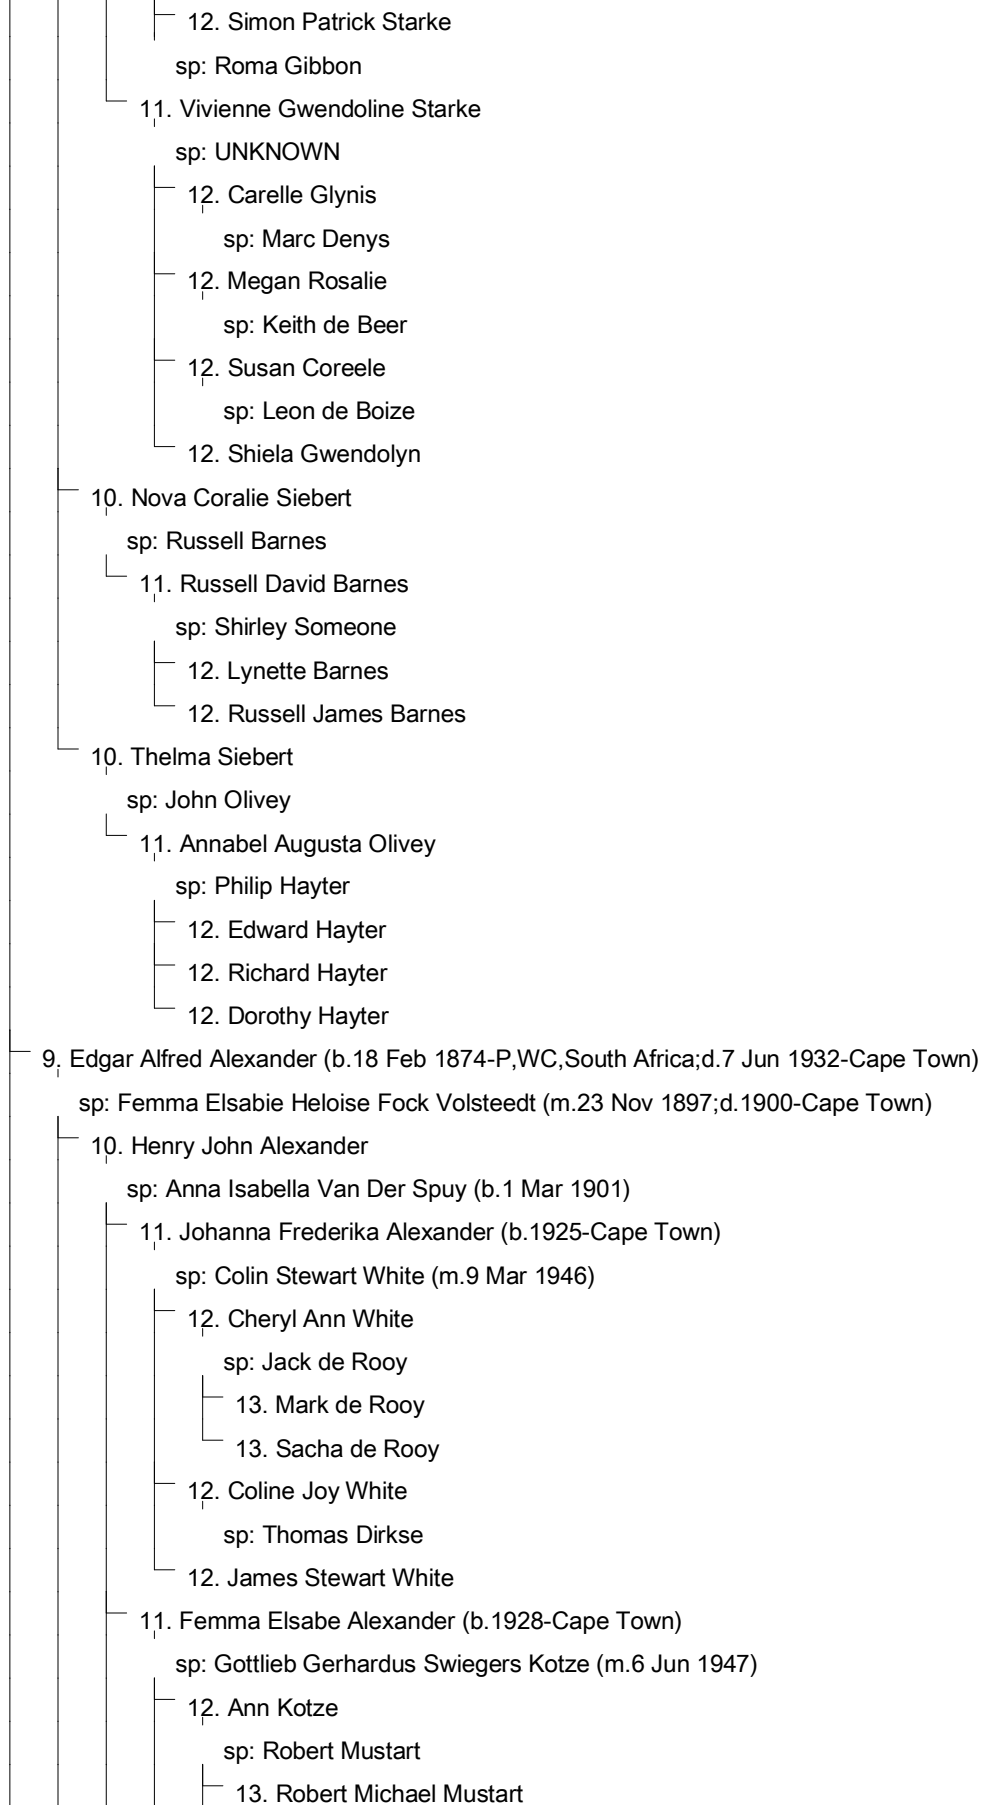 12. Simon Patrick Starke
sp: Roma Gibbon
11. Vivienne Gwendoline Starke
sp: UNKNOWN
12. Carelle Glynis
sp: Marc Denys
12. Megan Rosalie
sp: Keith de Beer
12. Susan Coreele
sp: Leon de Boize
12. Shiela Gwendolyn
10. Nova Coralie Siebert
sp: Russell Barnes
11. Russell David Barnes
sp: Shirley Someone
12. Lynette Barnes
12. Russell James Barnes
10. Thelma Siebert
sp: John Olivey
11. Annabel Augusta Olivey
sp: Philip Hayter
12. Edward Hayter
12. Richard Hayter
12. Dorothy Hayter
9. Edgar Alfred Alexander (b.18 Feb 1874-P,WC,South Africa;d.7 Jun 1932-Cape Town)
sp: Femma Elsabie Heloise Fock Volsteedt (m.23 Nov 1897;d.1900-Cape Town)
10. Henry John Alexander
sp: Anna Isabella Van Der Spuy (b.1 Mar 1901)
11. Johanna Frederika Alexander (b.1925-Cape Town)
sp: Colin Stewart White (m.9 Mar 1946)
12. Cheryl Ann White
sp: Jack de Rooy
13. Mark de Rooy
13. Sacha de Rooy
12. Coline Joy White
sp: Thomas Dirkse
12. James Stewart White
11. Femma Elsabe Alexander (b.1928-Cape Town)
sp: Gottlieb Gerhardus Swiegers Kotze (m.6 Jun 1947)
12. Ann Kotze
sp: Robert Mustart
13. Robert Michael Mustart